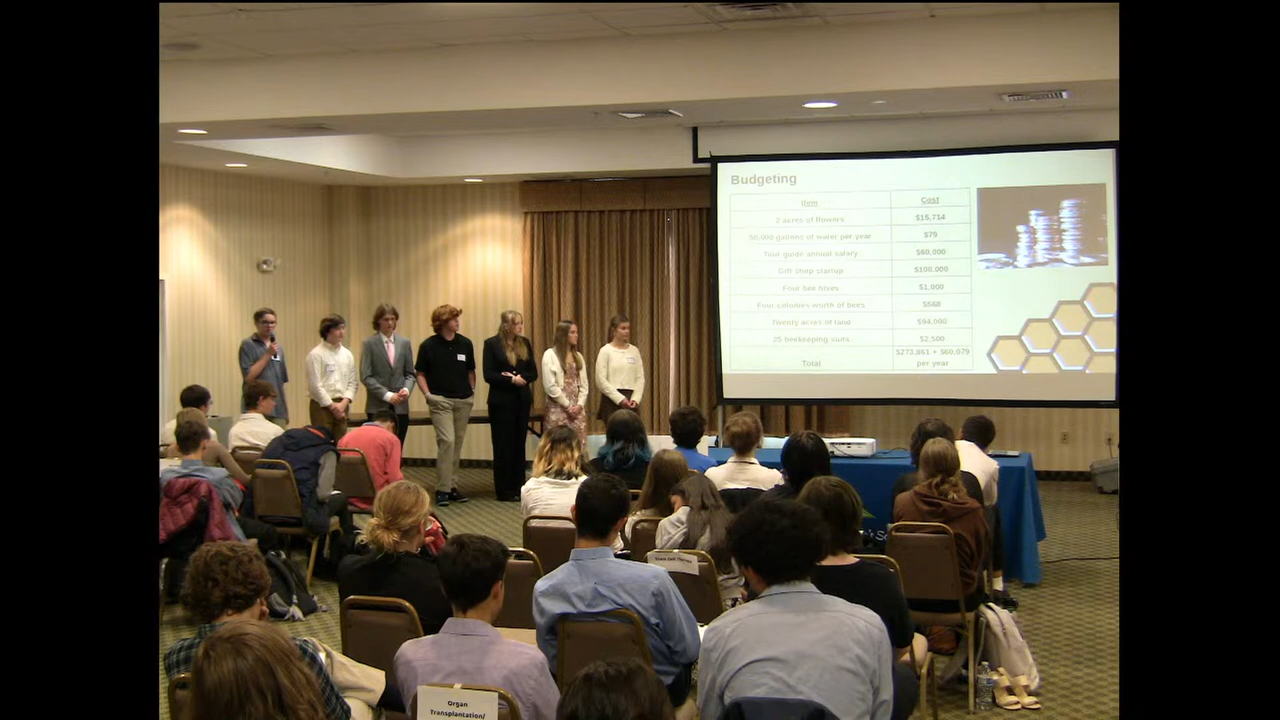 Budgeting
Item Cost
2 acres of flowers $15,714
50,000 gallons of water per year $79
Tour guide annual salary $60,000
Gift shop startup $100,000
Four bee hives $1,000
Four colonies worth of bees $568
Twenty acres of land $94,000
25 beekeeping suits $2,500
Total $273,861 + $60,079
per year
Organ
Transplantation/